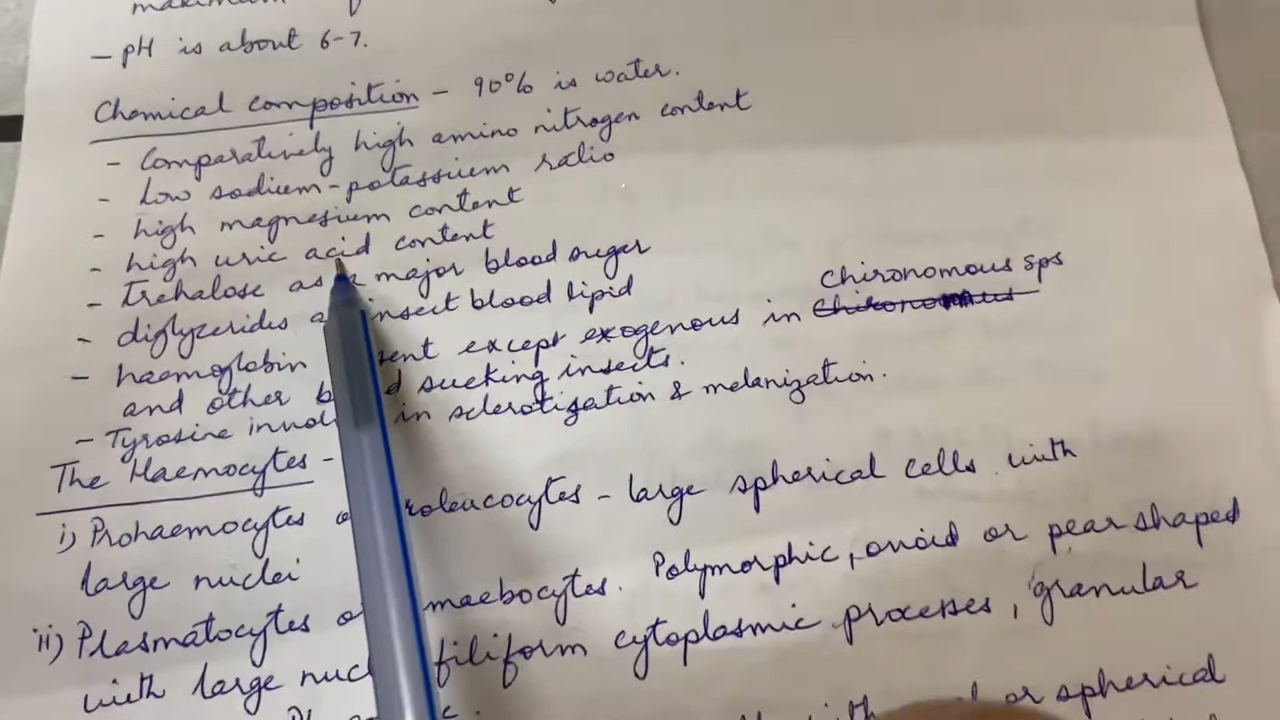 — pH is about 6-7.
Chemical composition - 90% is water.
- Comparatively high amino nitrogen content
- Low sodium-potassium ratio
- high magnesium content
- high uric acid content
- Trehalose as major blood sugar
- diglycerides insect blood lipid
- haemoglobin except exogenous in Chironomous sps
and other sucking insects.
- Tyrosine in sclerotization & melanization.
The Haemocytes -
i) Prohaemocytes - large spherical cells with
large nuclei
ii) Plasmatocytes Polymorphic, ovoid or pear shaped
with large filiform cytoplasmic processes, granular
or spherical